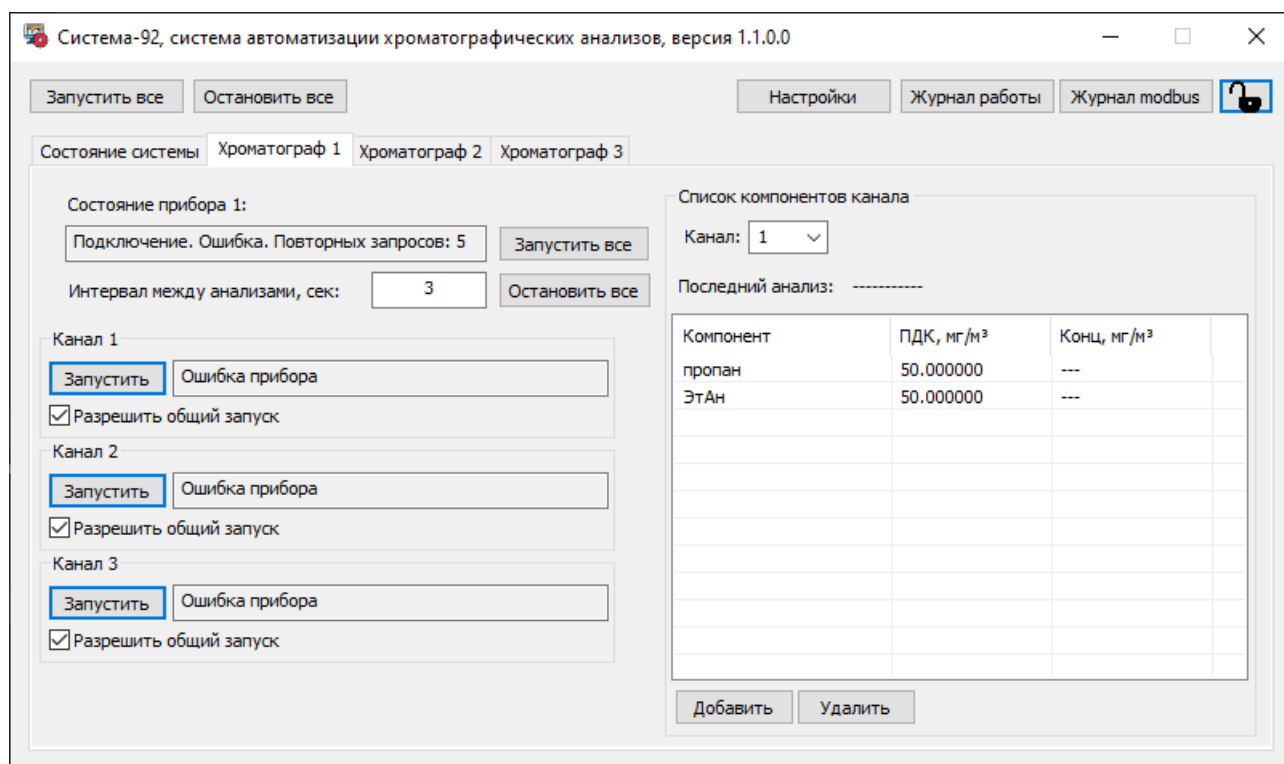 Система-92, система автоматизации хроматографических анализов, версия 1.1.0.0
Запустить все Остановить все Настройки Журнал работы Журнал modbus
Состояние системы Хроматограф 1 Хроматограф 2 Хроматограф 3
Состояние прибора 1:
Подключение. Ошибка. Повторных запросов: 5 Запустить все
Интервал между анализами, сек: 3 Остановить все
Канал 1
Запустить Ошибка прибора
Разрешить общий запуск
Канал 2
Запустить Ошибка прибора
Разрешить общий запуск
Канал 3
Запустить Ошибка прибора
Разрешить общий запуск
Список компонентов канала
Канал: 1
Последний анализ: -----------
Компонент ПДК, мг/м³ Конц, мг/м³
пропан 50.000000 ---
ЭтАн 50.000000 ---
Добавить Удалить